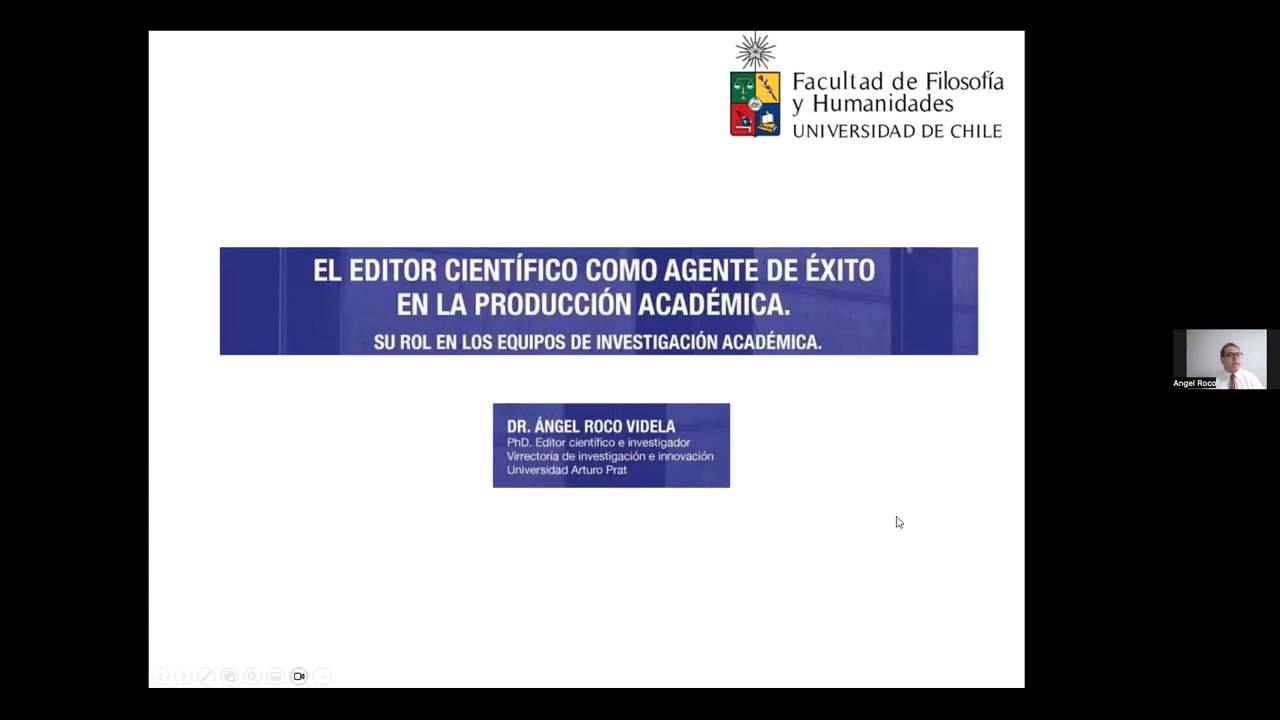 Facultad de Filosofía
y Humanidades
UNIVERSIDAD DE CHILE
EL EDITOR CIENTÍFICO COMO AGENTE DE ÉXITO
EN LA PRODUCCIÓN ACADÉMICA.
SU ROL EN LOS EQUIPOS DE INVESTIGACIÓN ACADÉMICA.
Angel Roco
DR. ÁNGEL ROCO VIDELA
PhD. Editor científico e investigador
Virrectoría de investigación e innovación
Universidad Arturo Prat